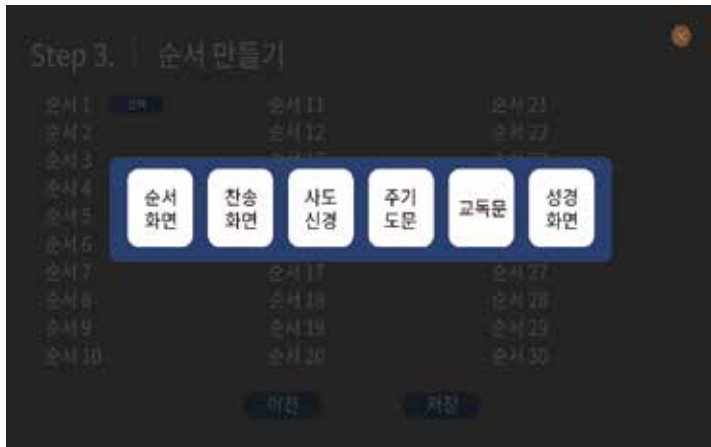 Step 3. | 순서 만들기
순서 1 선택 순서 11 순서 21
순서 2 순서 12 순서 22
순서 3
순서 4
순서 5
순서 화면
찬송 화면
사도 신경
주기 도문
교독문
성경 화면
순서 6
순서 7 순서 17 순서 27
순서 8 순서 18 순서 28
순서 9 순서 19 순서 29
순서 10 순서 20 순서 30
이전 저장